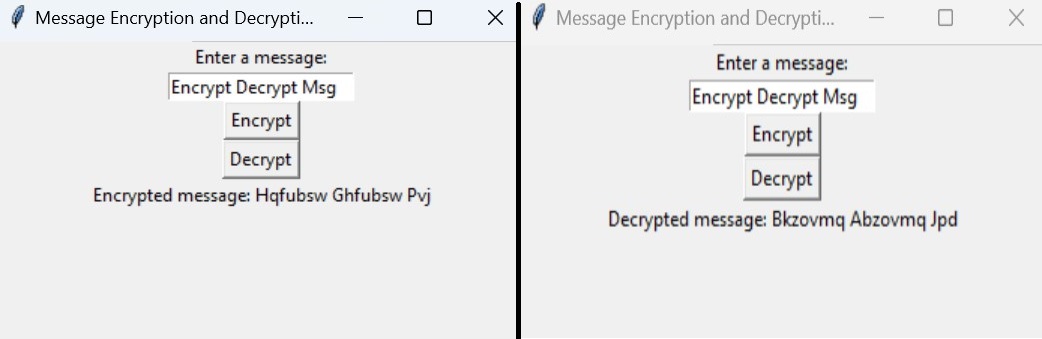 Message Encryption and Decrypti...
Enter a message:
Encrypt Decrypt Msg
Encrypt
Decrypt
Encrypted message: Hqfubsw Ghfubsw Pvj
Message Encryption and Decrypti...
Enter a message:
Encrypt Decrypt Msg
Encrypt
Decrypt
Decrypted message: Bkzovmq Abzovmq Jpd